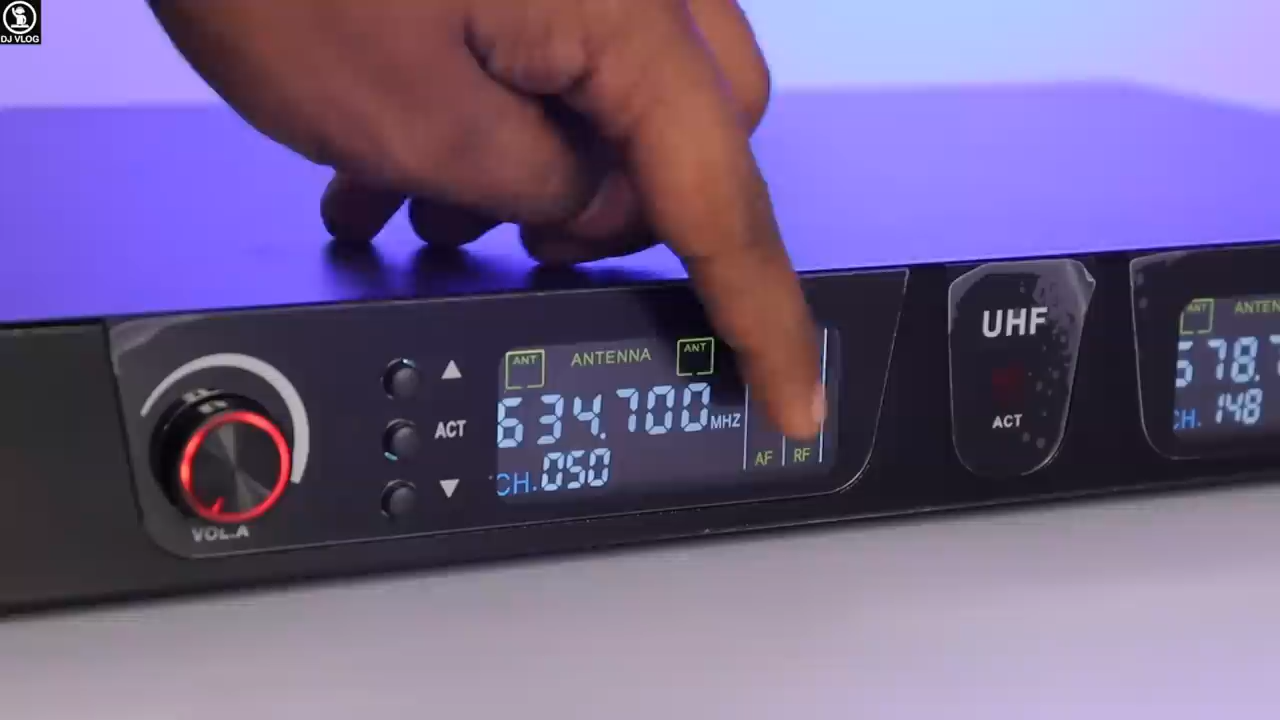 DJ VLOG
VOL.A
ACT
ANT ANTENNA ANT
634.700 MHZ
CH. 050
AF RF
UHF
ACT
ANT
578.
CH. 148